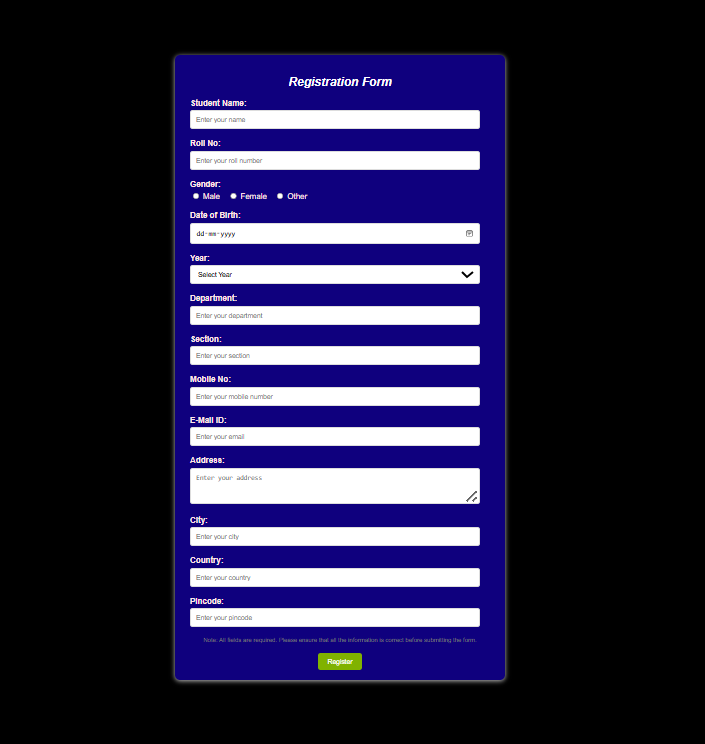 Registration Form
Student Name:
Enter your name
Roll No:
Enter your roll number
Gender:
Male Female Other
Date of Birth:
dd-mm-yyyy
Year:
Select Year
Department:
Enter your department
Section:
Enter your section
Mobile No:
Enter your mobile number
E-Mail ID:
Enter your email
Address:
Enter your address
City:
Enter your city
Country:
Enter your country
Pincode:
Enter your pincode
Note: All fields are required. Please ensure that all the information is correct before submitting the form.
Register